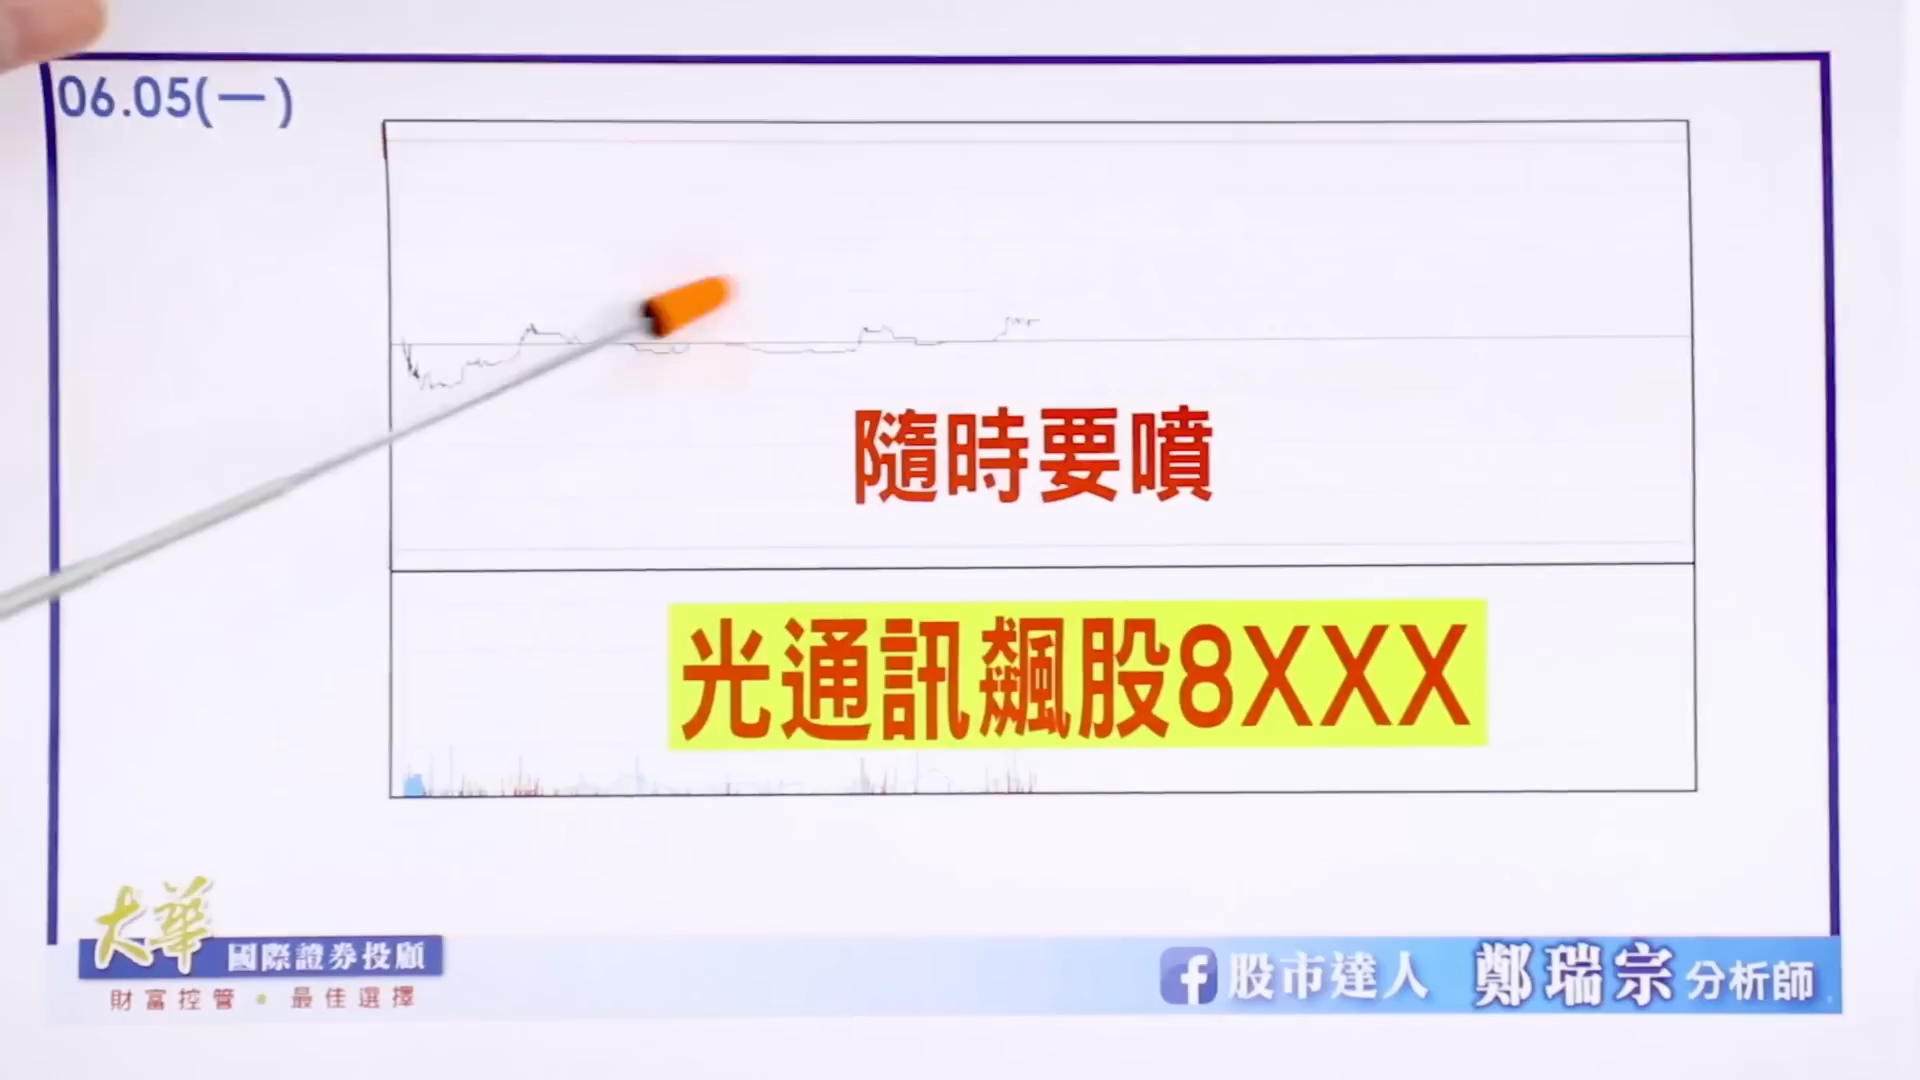 06.05(一)
隨時要噴
光通訊飆股8XXX
大華 國際證券投顧
財富控管•最佳選擇
f 股市達人 鄭瑞宗 分析師